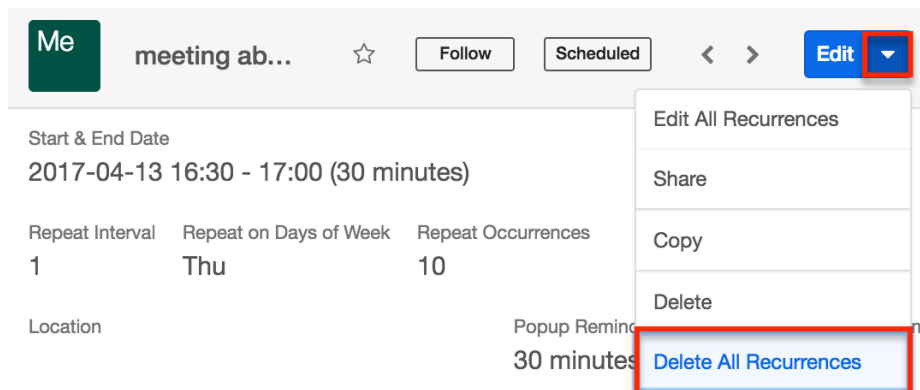 Me
meeting ab...
Follow
Scheduled
Edit
Edit All Recurrences
Share
Copy
Delete
Delete All Recurrences
Start & End Date
2017-04-13 16:30 - 17:00 (30 minutes)
Repeat Interval Repeat on Days of Week Repeat Occurrences
1 Thu 10
Location
Popup
30 minutes